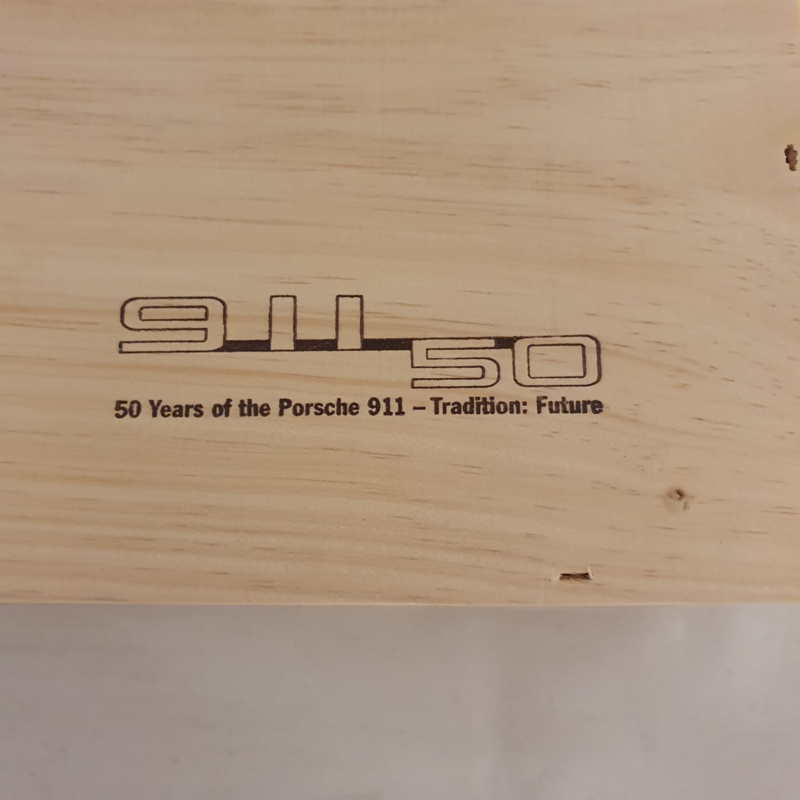 911 50
50 Years of the Porsche 911 – Tradition: Future